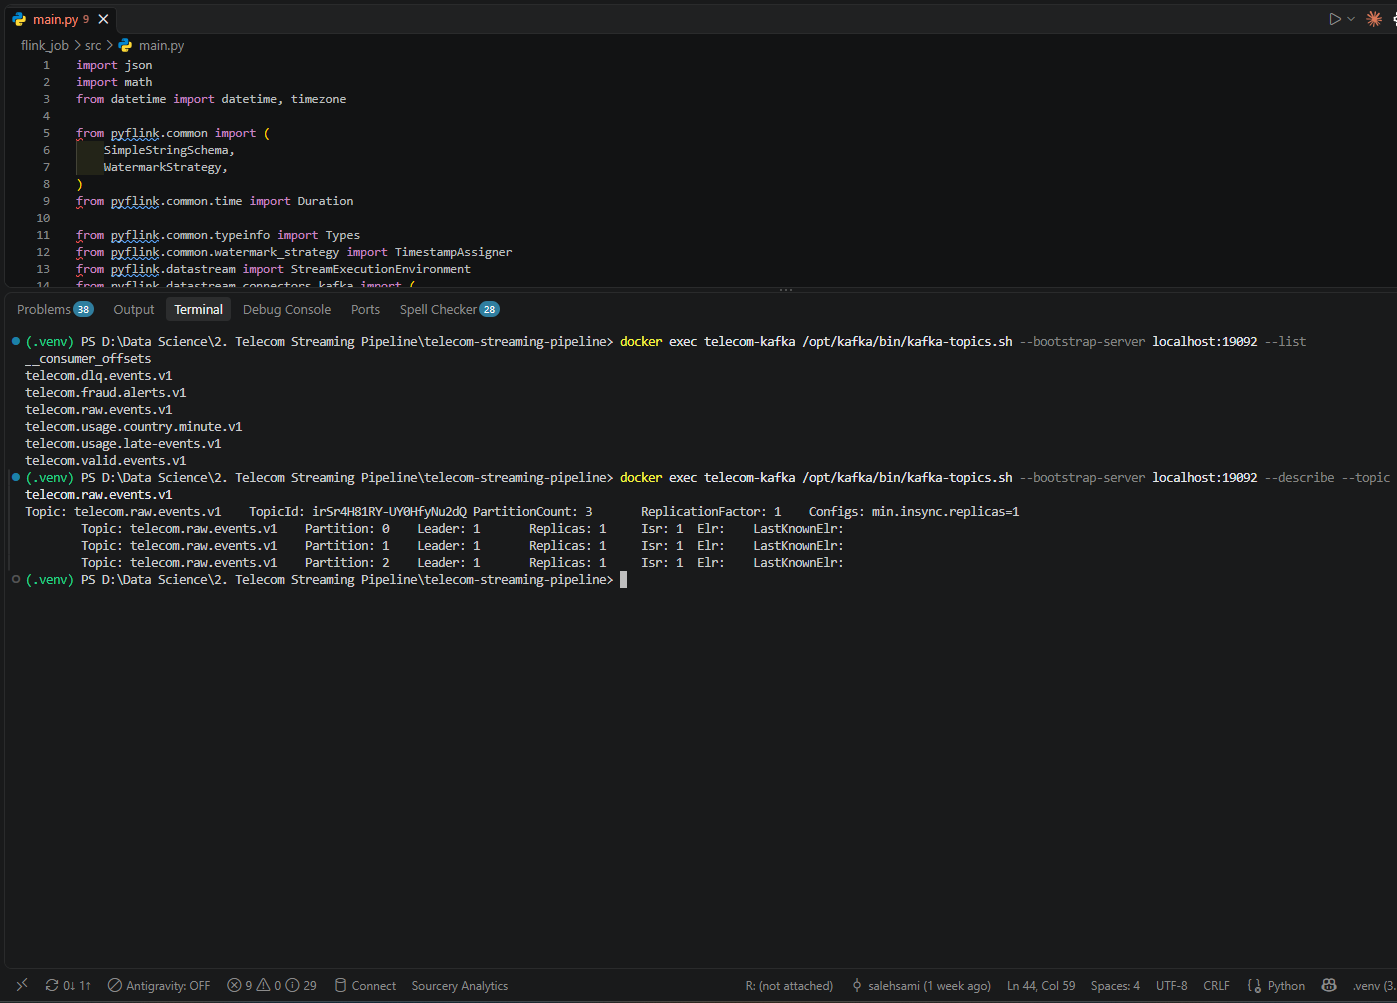 main.py 9
flink_job > src > main.py
1 import json
2 import math
3 from datetime import datetime, timezone
4
5 from pyflink.common import (
6     SimpleStringSchema,
7     WatermarkStrategy,
8 )
9 from pyflink.common.time import Duration
10
11 from pyflink.common.typeinfo import Types
12 from pyflink.common.watermark_strategy import TimestampAssigner
13 from pyflink.datastream import StreamExecutionEnvironment
14 from pyflink.datastream.connectors.kafka import (
Problems 38 Output Terminal Debug Console Ports Spell Checker 28
(.venv) PS D:\Data Science\2. Telecom Streaming Pipeline\telecom-streaming-pipeline> docker exec telecom-kafka /opt/kafka/bin/kafka-topics.sh --bootstrap-server localhost:19092 --list
__consumer_offsets
telecom.dlq.events.v1
telecom.fraud.alerts.v1
telecom.raw.events.v1
telecom.usage.country.minute.v1
telecom.usage.late-events.v1
telecom.valid.events.v1
(.venv) PS D:\Data Science\2. Telecom Streaming Pipeline\telecom-streaming-pipeline> docker exec telecom-kafka /opt/kafka/bin/kafka-topics.sh --bootstrap-server localhost:19092 --describe --topic
telecom.raw.events.v1
Topic: telecom.raw.events.v1 TopicId: irSr4H81RY-UY0HfyNu2dQ PartitionCount: 3 ReplicationFactor: 1 Configs: min.insync.replicas=1
Topic: telecom.raw.events.v1 Partition: 0 Leader: 1 Replicas: 1 Isr: 1 Elr: LastKnownElr:
Topic: telecom.raw.events.v1 Partition: 1 Leader: 1 Replicas: 1 Isr: 1 Elr: LastKnownElr:
Topic: telecom.raw.events.v1 Partition: 2 Leader: 1 Replicas: 1 Isr: 1 Elr: LastKnownElr:
(.venv) PS D:\Data Science\2. Telecom Streaming Pipeline\telecom-streaming-pipeline>
0↓ 1↑ Antigravity: OFF 9 0 29 Connect Sourcery Analytics R: (not attached) salehsami (1 week ago) Ln 44, Col 59 Spaces: 4 UTF-8 CRLF Python .venv (3.